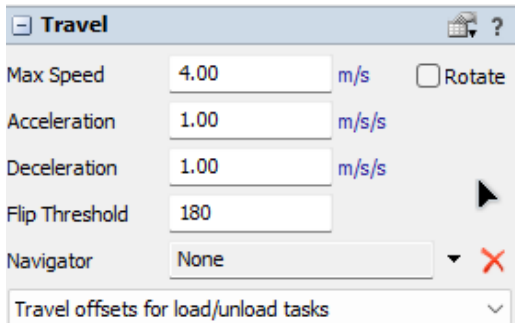 Travel ?
Max Speed 4.00 m/s Rotate
Acceleration 1.00 m/s/s
Deceleration 1.00 m/s/s
Flip Threshold 180
Navigator None
Travel offsets for load/unload tasks